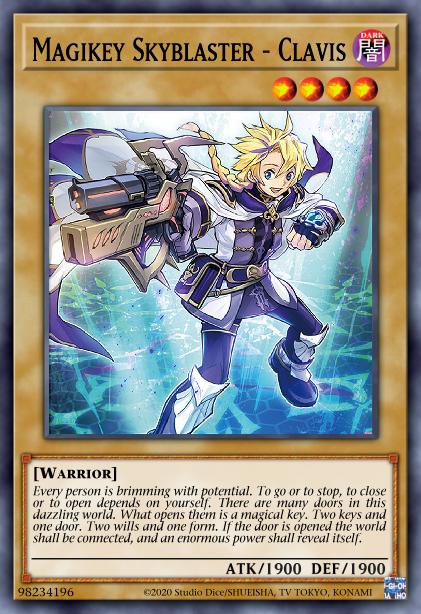 MAGIKEY SKYBLASTER - CLAVIS
DARK
闇
[WARRIOR]
Every person is brimming with potential. To go or to stop, to close
or to open depends on yourself. There are many doors in this
dazzling world. What opens them is a magical key. Two keys and
one door. Two wills and one form. If the door is opened the world
shall be connected, and an enormous power shall reveal itself.
ATK/1900 DEF/1900
98234196
©2020 Studio Dice/SHUEISHA, TV TOKYO, KONAMI